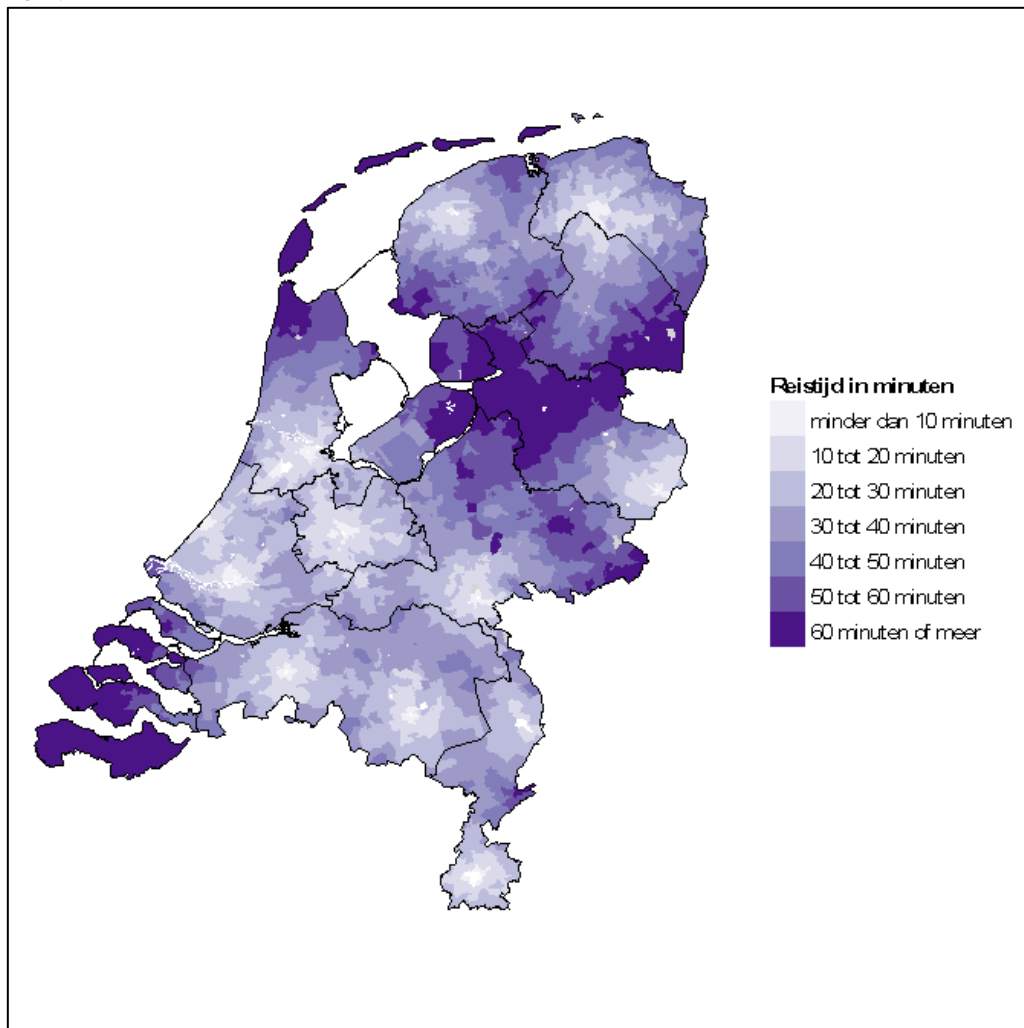 Reistijd in minuten
minder dan 10 minuten
10 tot 20 minuten
20 tot 30 minuten
30 tot 40 minuten
40 tot 50 minuten
50 tot 60 minuten
60 minuten of meer